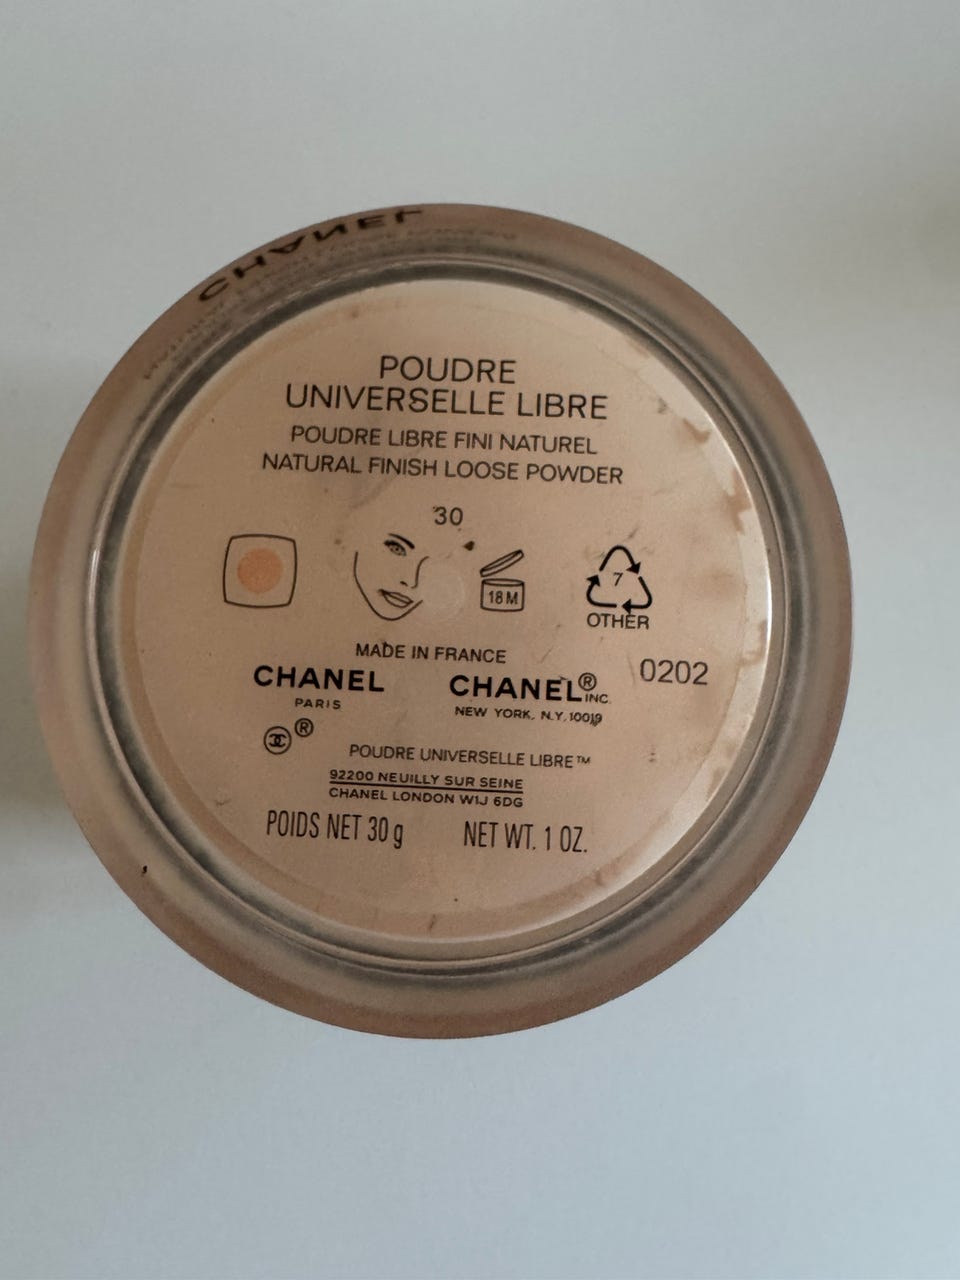 CHANEL
POUDRE
UNIVERSELLE LIBRE
POUDRE LIBRE FINI NATUREL
NATURAL FINISH LOOSE POWDER
30
18 M
7
OTHER
MADE IN FRANCE
CHANEL CHANEL® INC. 0202
PARIS NEW YORK, N.Y. 10019
®
POUDRE UNIVERSELLE LIBRE™
92200 NEUILLY SUR SEINE
CHANEL LONDON W1J 6DG
POIDS NET 30 g NET WT. 1 OZ.